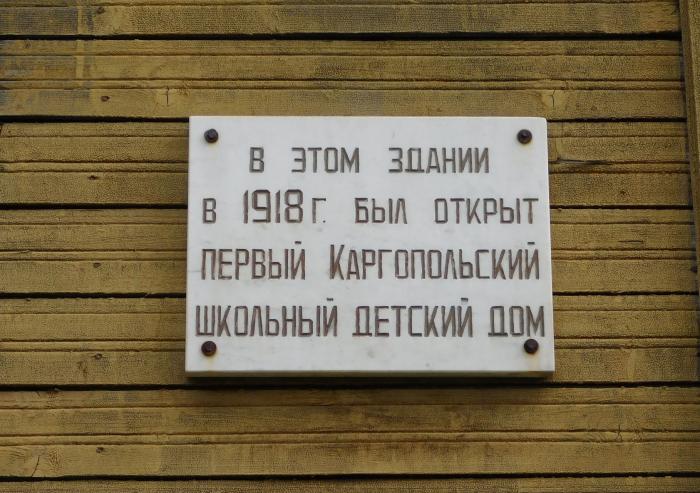 В ЭТОМ ЗДАНИИ
В 1918 Г. БЫЛ ОТКРЫТ
ПЕРВЫЙ КАРГОПОЛЬСКИЙ
ШКОЛЬНЫЙ ДЕТСКИЙ ДОМ